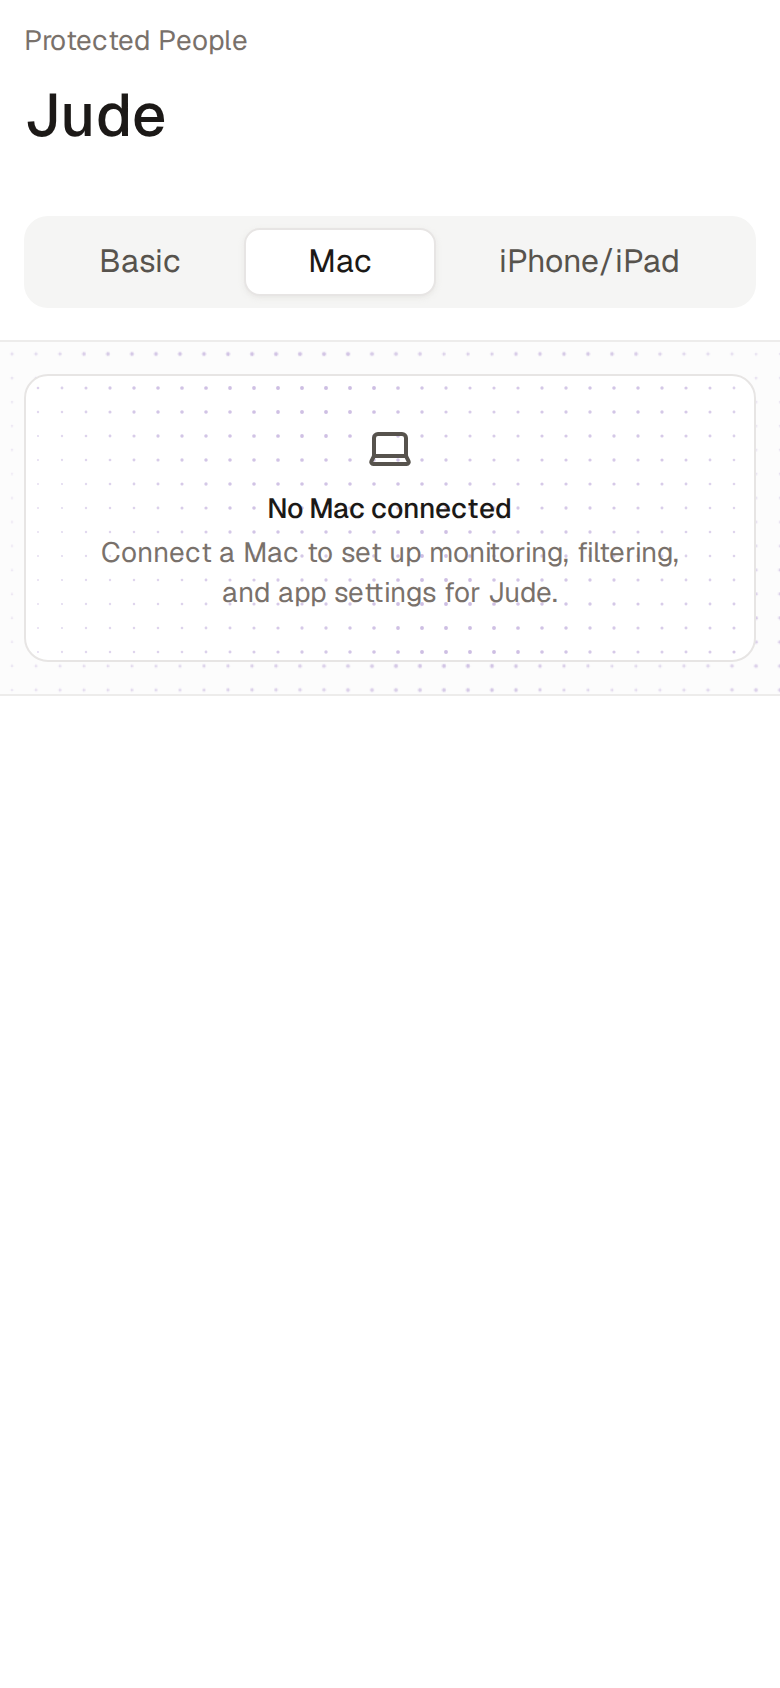 Protected People
Jude
Basic
Mac
iPhone/iPad
No Mac connected
Connect a Mac to set up monitoring, filtering,
and app settings for Jude.